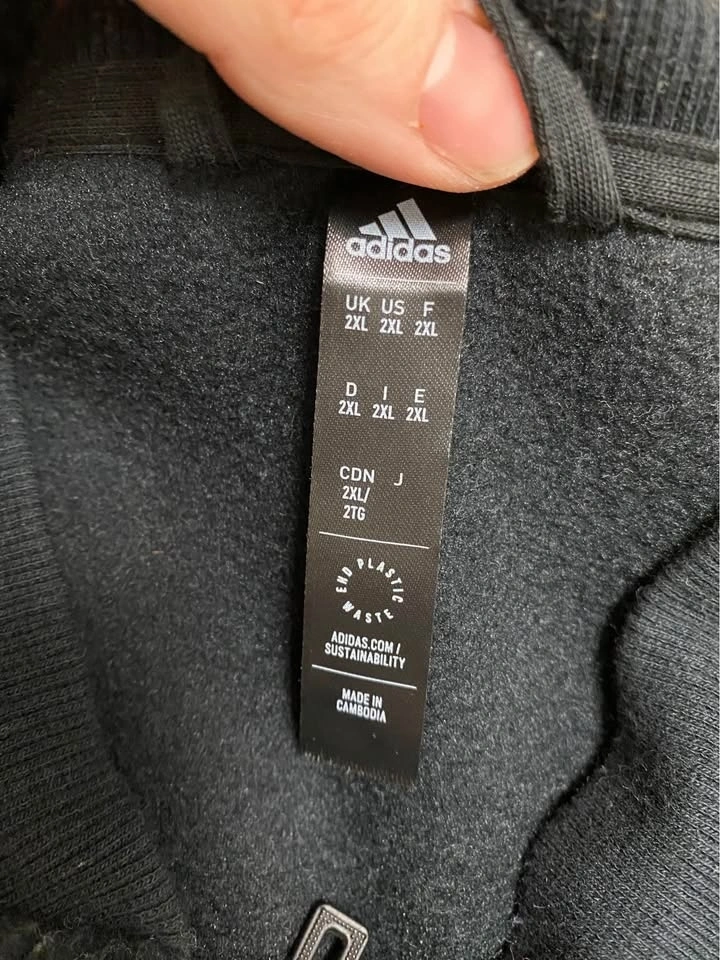 adidas
UK US F
2XL 2XL 2XL
D I E
2XL 2XL 2XL
CDN J
2XL/
2TG
END PLASTIC WASTE
ADIDAS.COM /
SUSTAINABILITY
MADE IN
CAMBODIA